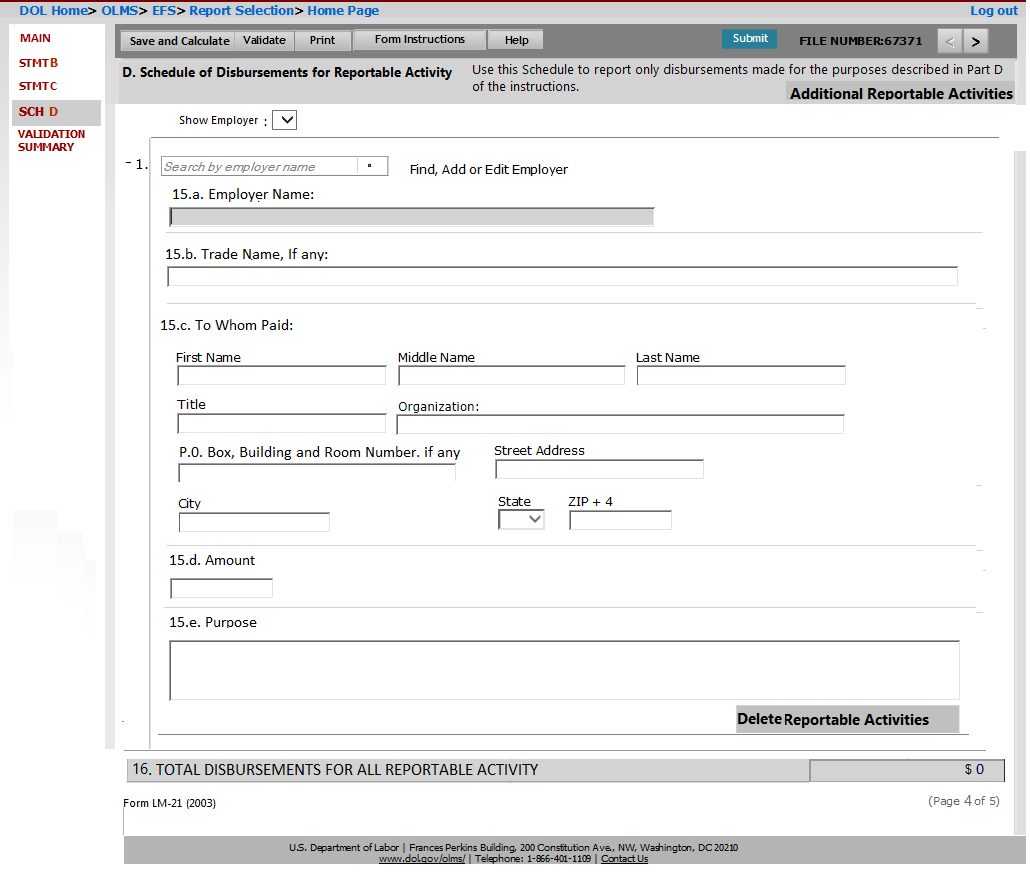 DOL Home> OLMS> EFS> Report Selection> Home Page Log out
MAIN
STMT B
STMT C
SCH D
VALIDATION
SUMMARY
Save and Calculate Validate Print Form Instructions Help Submit FILE NUMBER:67371 < >
D. Schedule of Disbursements for Reportable Activity Use this Schedule to report only disbursements made for the purposes described in Part D
of the instructions.
Additional Reportable Activities
Show Employer :
- 1. Search by employer name Find, Add or Edit Employer
15.a. Employer Name:
15.b. Trade Name, If any:
15.c. To Whom Paid:
First Name Middle Name Last Name
Title Organization:
P.O. Box, Building and Room Number. if any Street Address
City State ZIP + 4
15.d. Amount
15.e. Purpose
Delete Reportable Activities
16. TOTAL DISBURSEMENTS FOR ALL REPORTABLE ACTIVITY $ 0
Form LM-21 (2003) (Page 4 of 5)
U.S. Department of Labor | Frances Perkins Building, 200 Constitution Ave., NW, Washington, DC 20210
www.dol.gov/olms/ | Telephone: 1-866-401-1109 | Contact Us